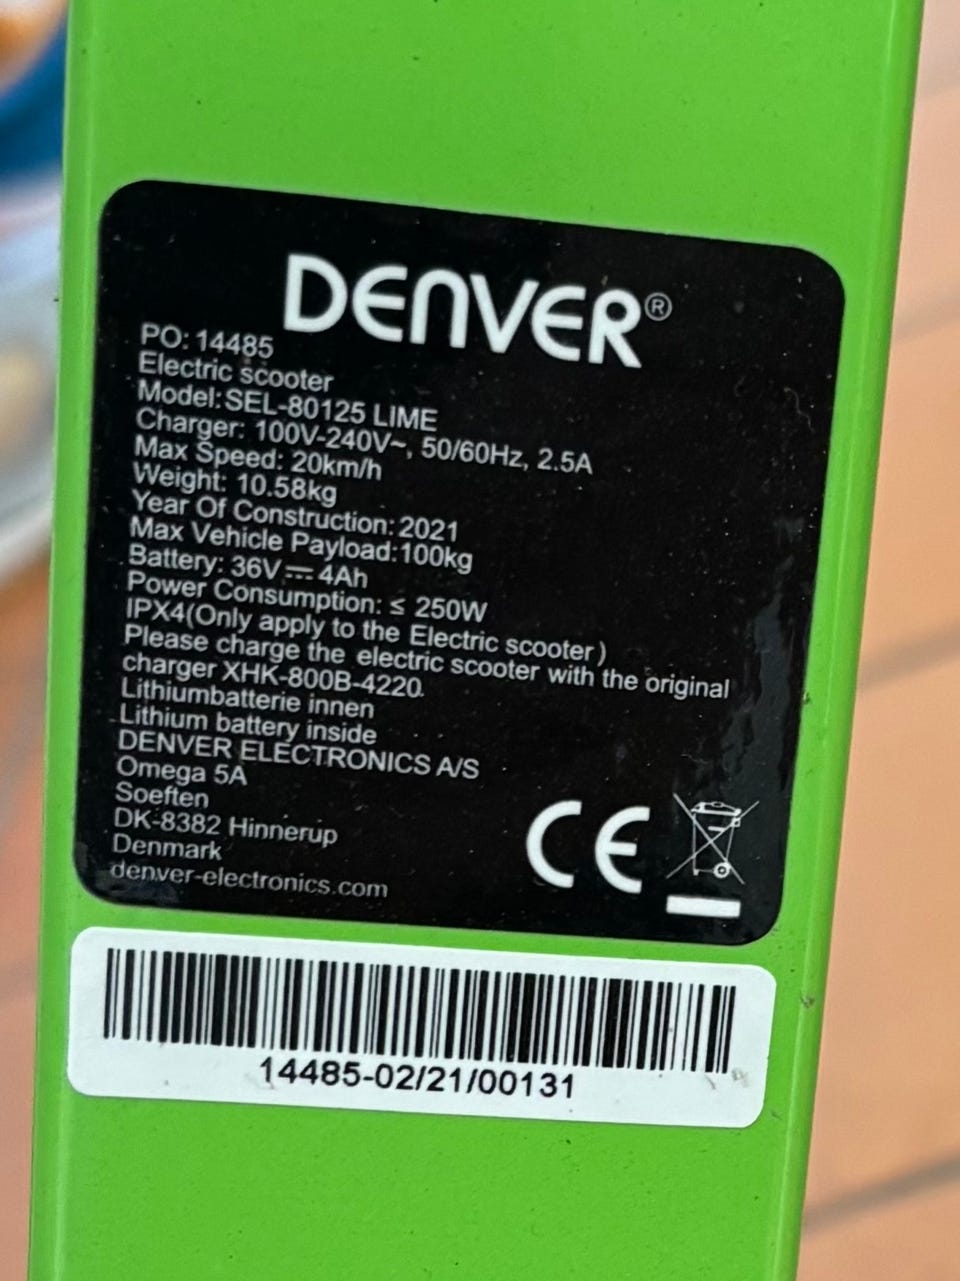 DENVER®
PO: 14485
Electric scooter
Model: SEL-80125 LIME
Charger: 100V-240V~, 50/60Hz, 2.5A
Max Speed: 20km/h
Weight: 10.58kg
Year Of Construction: 2021
Max Vehicle Payload:100kg
Battery: 36V⎓4Ah
Power Consumption: ≤ 250W
IPX4(Only apply to the Electric scooter)
Please charge the electric scooter with the original
charger XHK-800B-4220.
Lithiumbatterie innen
Lithium battery inside
DENVER ELECTRONICS A/S
Omega 5A
Soeften
DK-8382 Hinnerup
Denmark
denver-electronics.com
CE
14485-02/21/00131